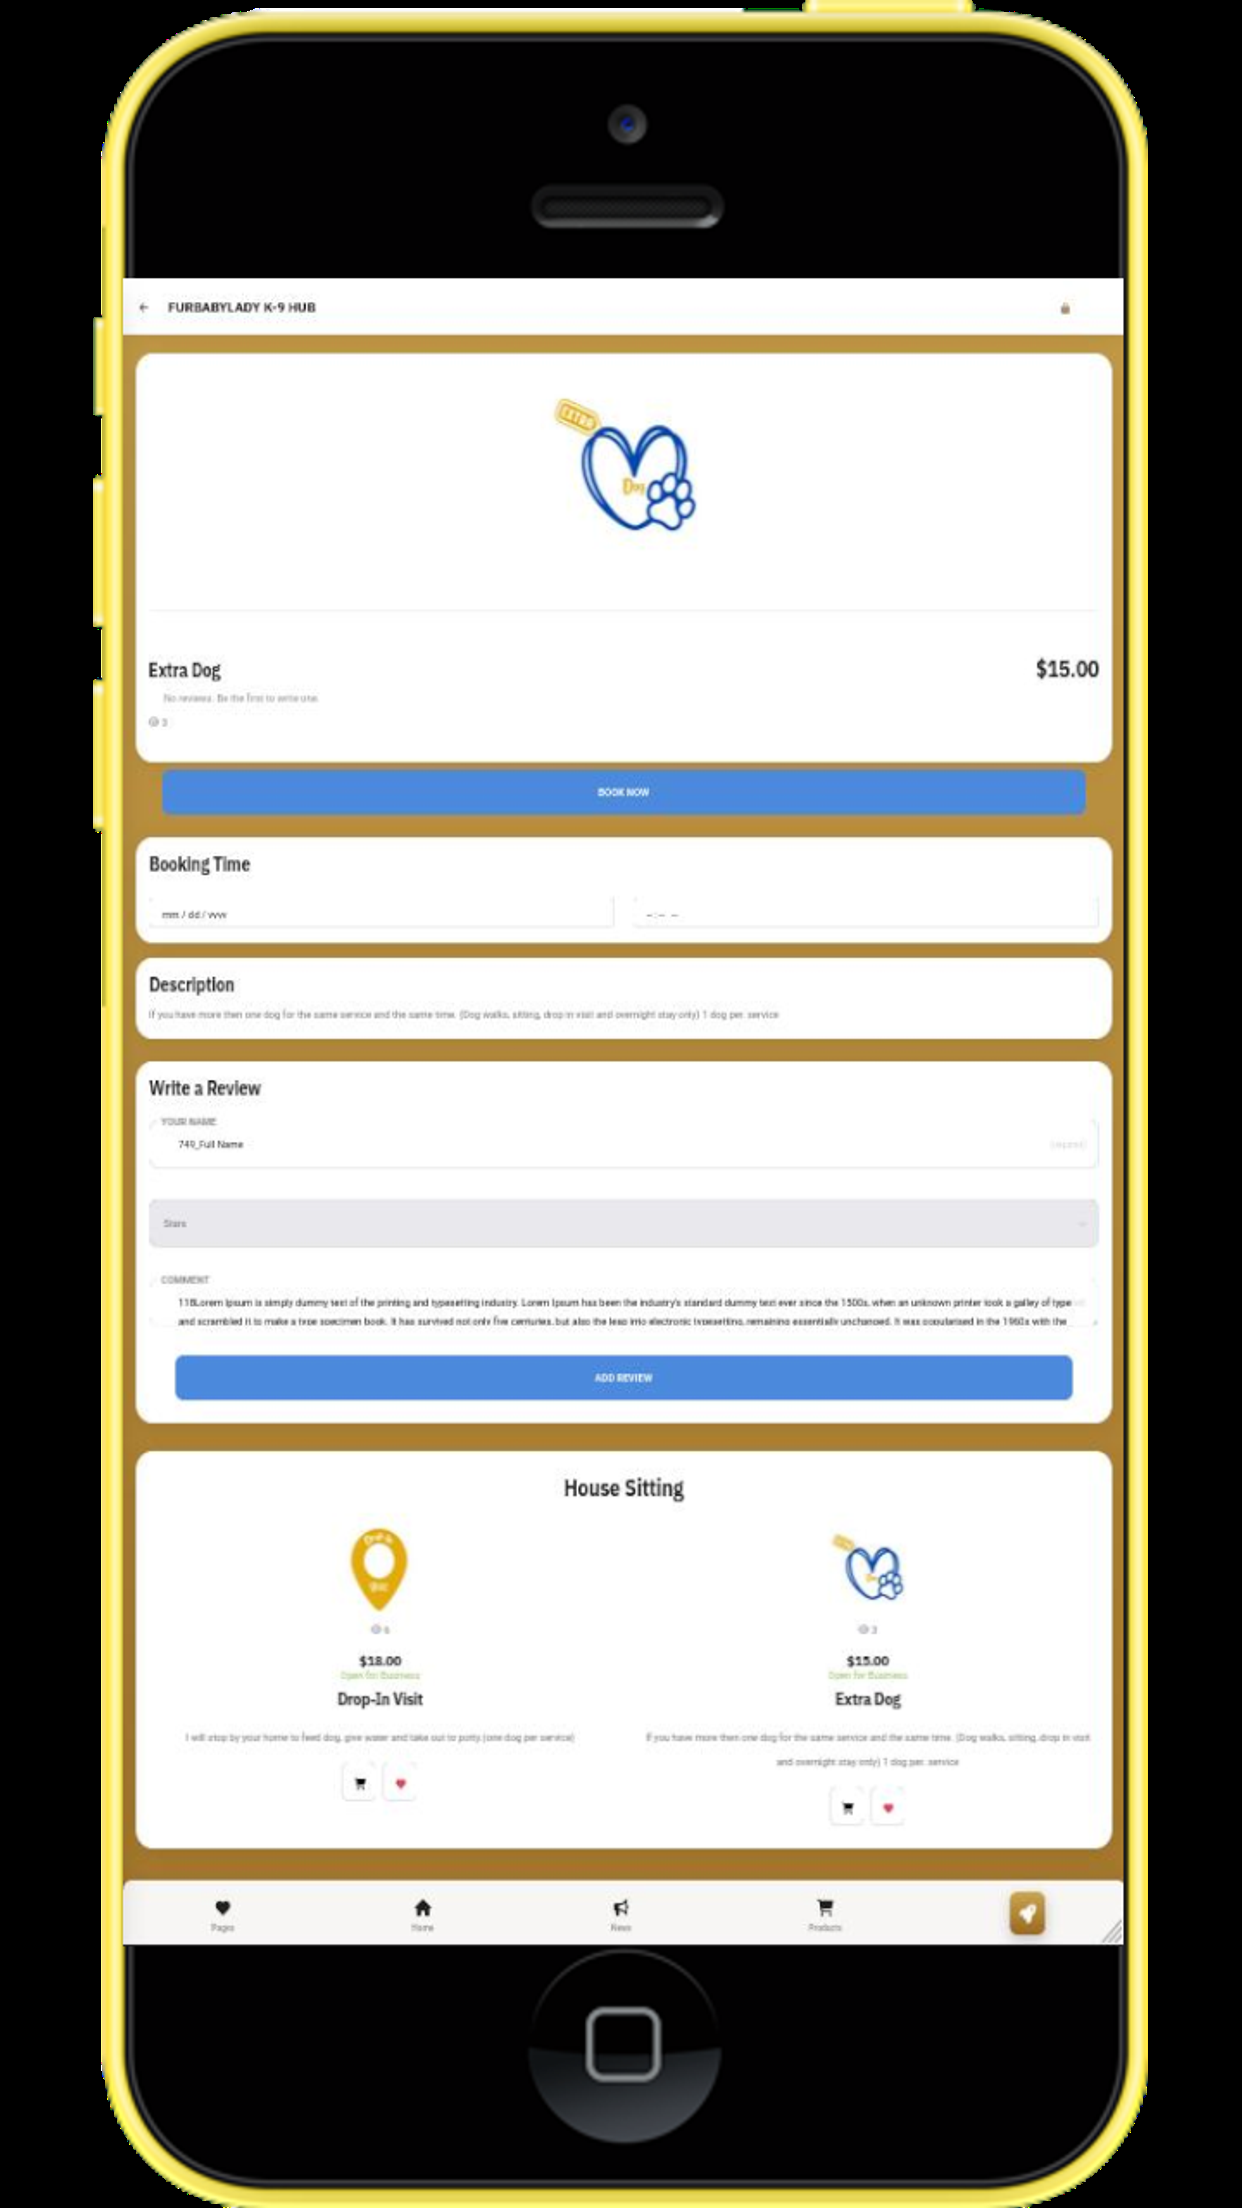 FURBABYLADY K-9 HUB
EXTRA
Dog
Extra Dog
$15.00
No reviews. Be the first to write one.
3
BOOK NOW
Booking Time
mm / dd / yyyy
--:-- --
Description
If you have more then one dog for the same service and the same time. (Dog walks, sitting, drop in visit and overnight stay only) 1 dog per. service
Write a Review
YOUR NAME
749_Full Name
(required)
Stars
COMMENT
118Lorem Ipsum is simply dummy text of the printing and typesetting industry. Lorem Ipsum has been the industry's standard dummy text ever since the 1500s, when an unknown printer took a galley of type
and scrambled it to make a type specimen book. It has survived not only five centuries, but also the leap into electronic typesetting, remaining essentially unchanged. It was popularised in the 1960s with the
ADD REVIEW
House Sitting
Drop-In
Visit
6
$18.00
Open for Business
Drop-In Visit
I will stop by your home to feed dog, give water and take out to potty.(one dog per service)
3
$15.00
Open for Business
Extra Dog
If you have more then one dog for the same service and the same time. (Dog walks, sitting, drop in visit
and overnight stay only) 1 dog per. service
Pages
Home
News
Products